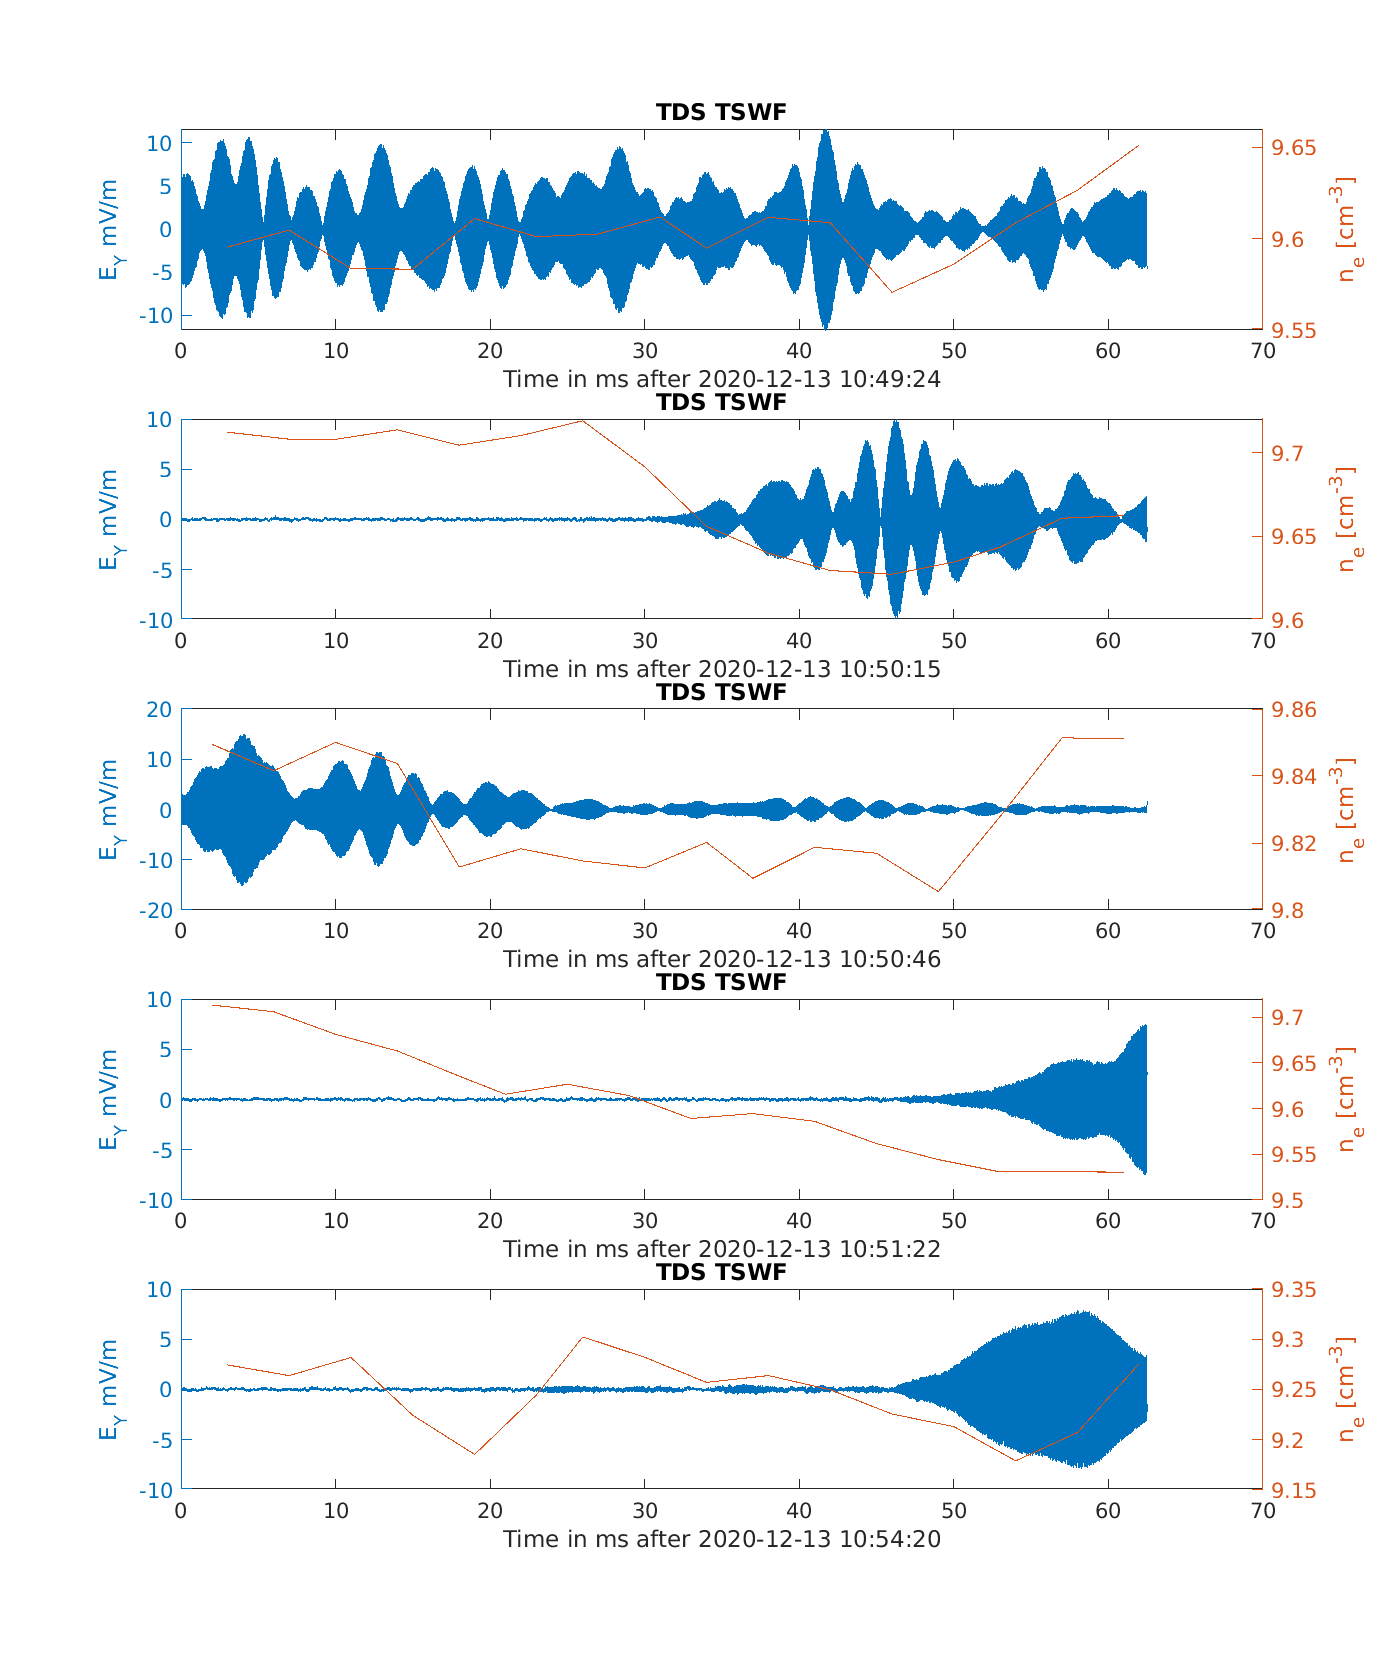 TDS TSWF
10
5
0
-5
-10
E_Y mV/m
9.65
9.6
9.55
n_e [cm^-3]
0 10 20 30 40 50 60 70
Time in ms after 2020-12-13 10:49:24
TDS TSWF
10
5
0
-5
-10
E_Y mV/m
9.7
9.65
9.6
n_e [cm^-3]
0 10 20 30 40 50 60 70
Time in ms after 2020-12-13 10:50:15
TDS TSWF
20
10
0
-10
-20
E_Y mV/m
9.86
9.84
9.82
9.8
n_e [cm^-3]
0 10 20 30 40 50 60 70
Time in ms after 2020-12-13 10:50:46
TDS TSWF
10
5
0
-5
-10
E_Y mV/m
9.7
9.65
9.6
9.55
9.5
n_e [cm^-3]
0 10 20 30 40 50 60 70
Time in ms after 2020-12-13 10:51:22
TDS TSWF
10
5
0
-5
-10
E_Y mV/m
9.35
9.3
9.25
9.2
9.15
n_e [cm^-3]
0 10 20 30 40 50 60 70
Time in ms after 2020-12-13 10:54:20